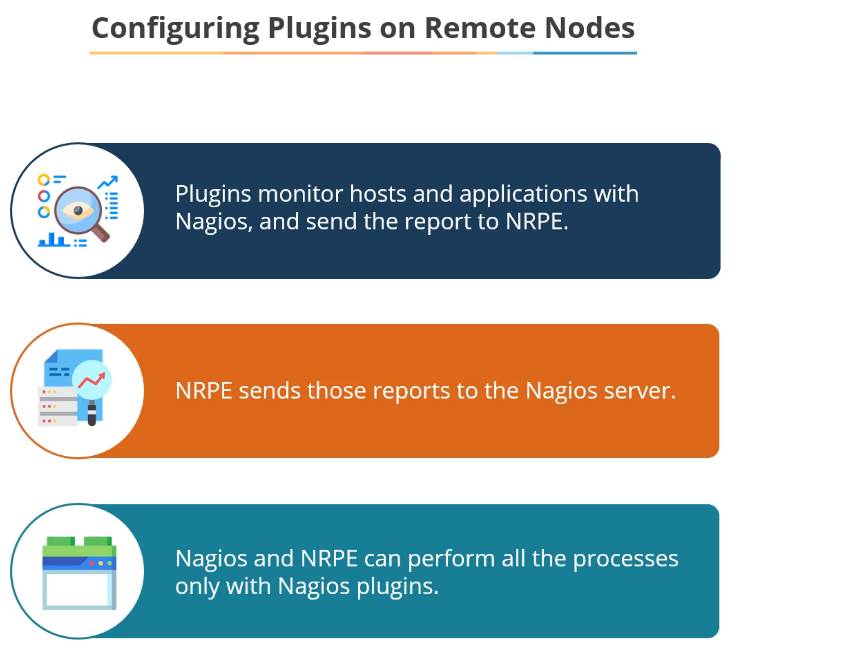 Configuring Plugins on Remote Nodes
Plugins monitor hosts and applications with
Nagios, and send the report to NRPE.
NRPE sends those reports to the Nagios server.
Nagios and NRPE can perform all the processes
only with Nagios plugins.